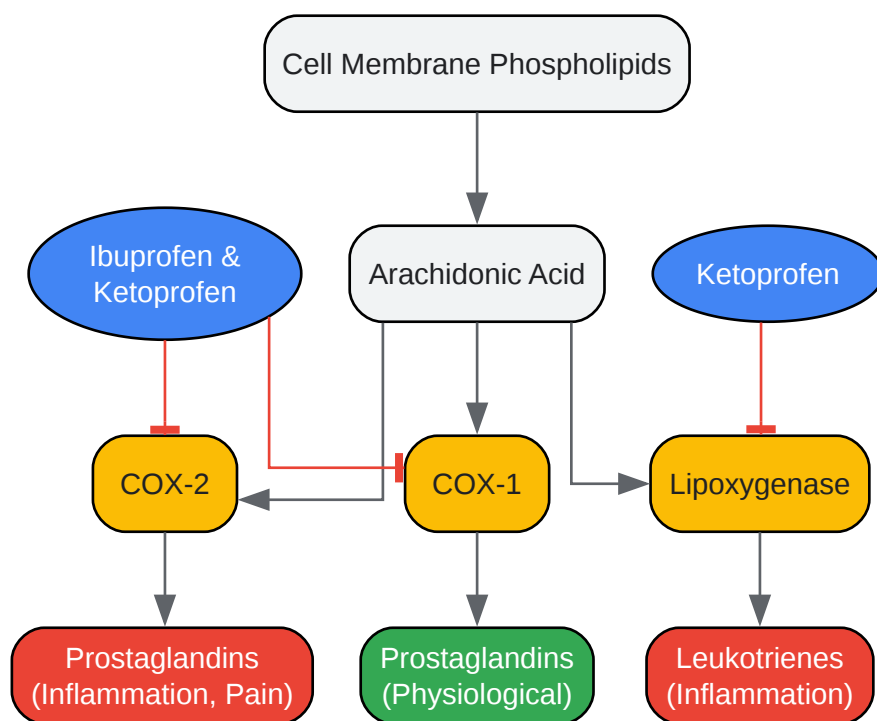 Cell Membrane Phospholipids
Ibuprofen &
Ketoprofen
Arachidonic Acid
Ketoprofen
COX-2
COX-1
Lipoxygenase
Prostaglandins
(Inflammation, Pain)
Prostaglandins
(Physiological)
Leukotrienes
(Inflammation)